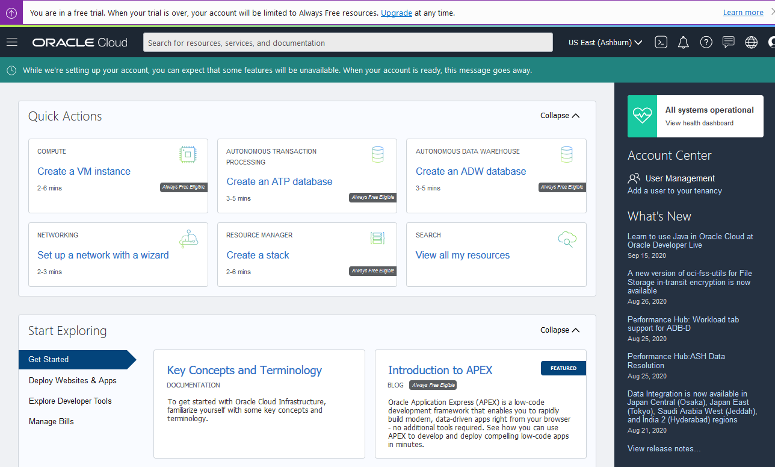 You are in a free trial. When your trial is over, your account will be limited to Always Free resources. Upgrade at any time.
Learn more
ORACLE Cloud
Search for resources, services, and documentation
US East (Ashburn)
While we're setting up your account, you can expect that some features will be unavailable. When your account is ready, this message goes away.
Quick Actions
Collapse
COMPUTE
Create a VM instance
2-6 mins
Always Free Eligible
AUTONOMOUS TRANSACTION
PROCESSING
Create an ATP database
3-5 mins
Always Free Eligible
AUTONOMOUS DATA WAREHOUSE
Create an ADW database
3-5 mins
Always Free Eligible
NETWORKING
Set up a network with a wizard
2-3 mins
RESOURCE MANAGER
Create a stack
2-6 mins
Always Free Eligible
SEARCH
View all my resources
Start Exploring
Collapse
Get Started
Deploy Websites & Apps
Explore Developer Tools
Manage Bills
Key Concepts and Terminology
DOCUMENTATION
To get started with Oracle Cloud Infrastructure,
familiarize yourself with some key concepts and
terminology.
Introduction to APEX
FEATURED
BLOG
Always Free Eligible
Oracle Application Express (APEX) is a low-code
development framework that enables you to rapidly
build modern, data-driven apps right from your browser
- no additional tools required. See how you can use
APEX to develop and deploy compelling low-code apps
in minutes.
All systems operational
View health dashboard
Account Center
User Management
Add a user to your tenancy
What's New
Learn to use Java in Oracle Cloud at
Oracle Developer Live
Sep 15, 2020
A new version of oci-fss-utils for File
Storage in-transit encryption is now
available
Aug 26, 2020
Performance Hub: Workload tab
support for ADB-D
Aug 25, 2020
Performance Hub:ASH Data
Resolution
Aug 25, 2020
Data Integration is now available in
Japan Central (Osaka), Japan East
(Tokyo), Saudi Arabia West (Jeddah),
and India 2 (Hyderabad) regions
Aug 21, 2020
View release notes...